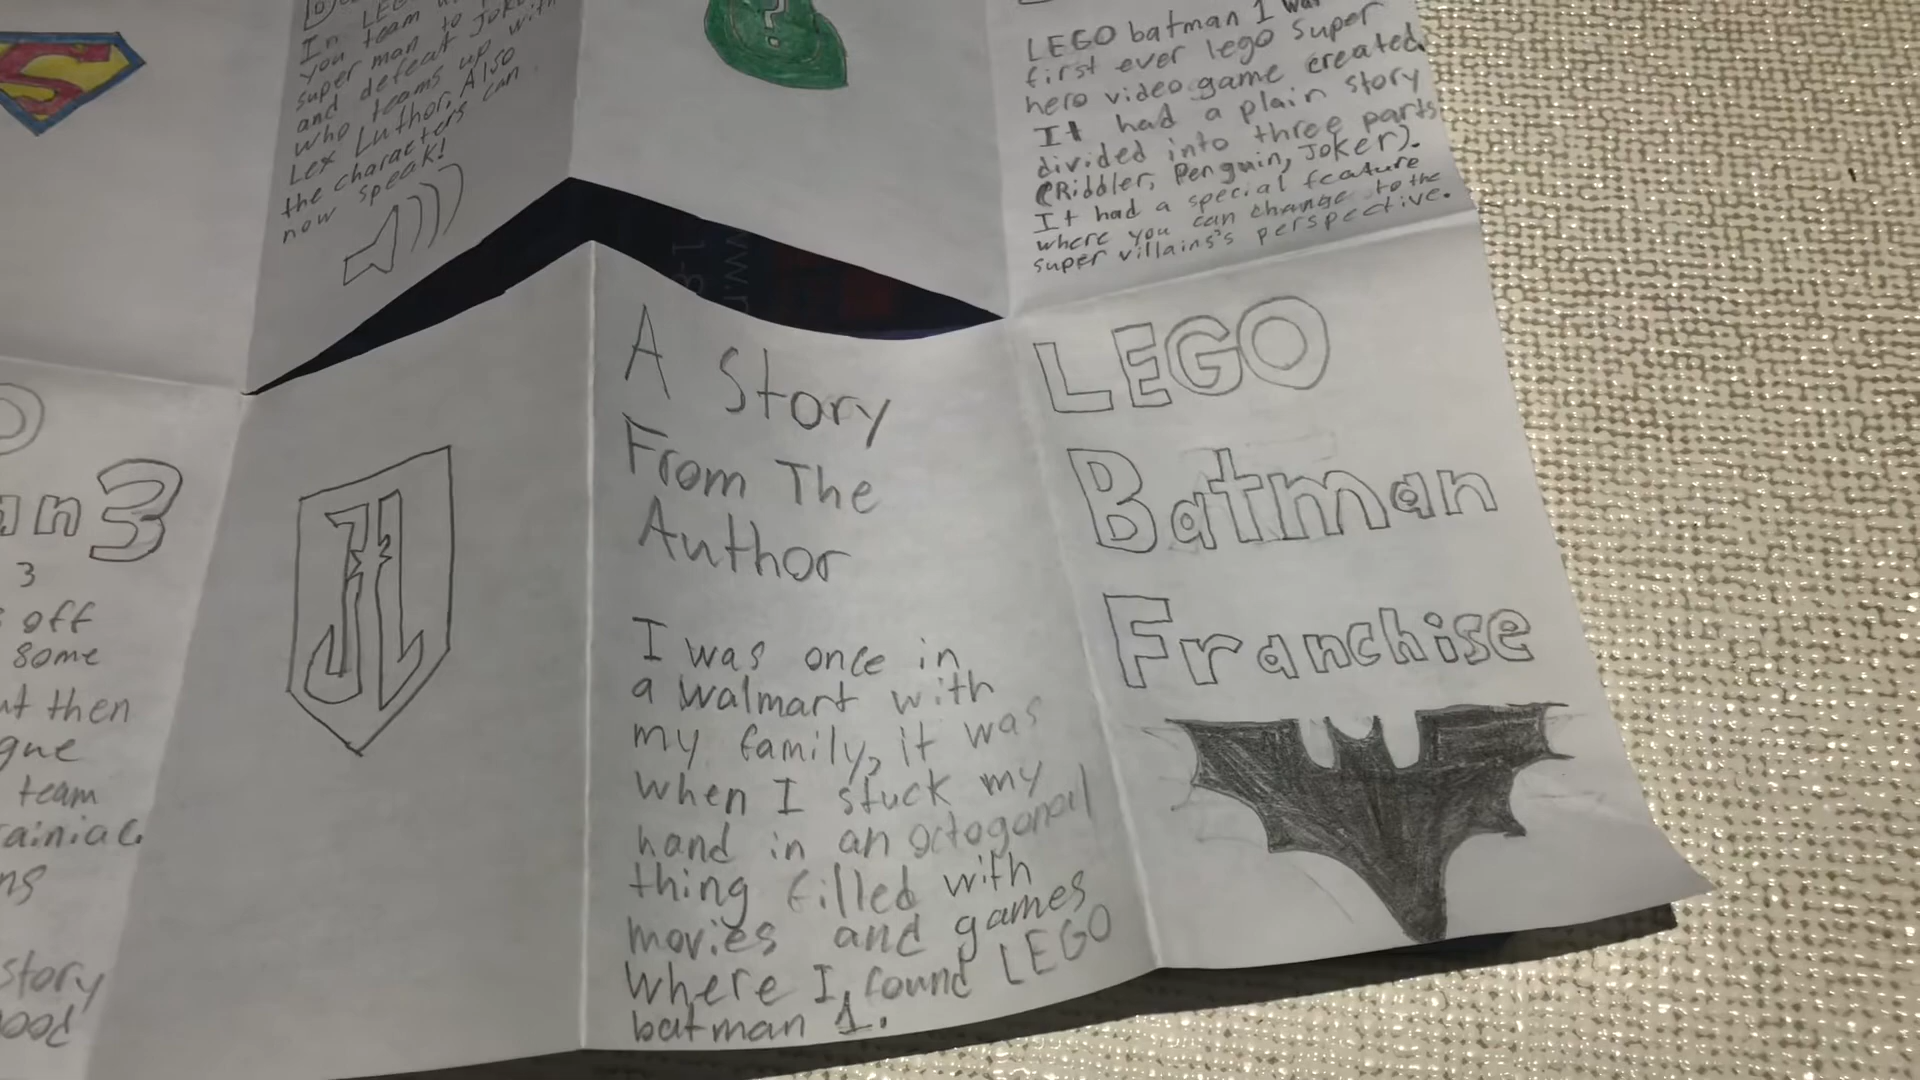 In LEG
you team
super man to
and defeat Joke
who teams up with
Lex Luthor, Also
the characters can
now speak!
?
LEGO batman 1 was
first ever lego super
hero video game created.
It had a plain story
divided into three parts
(Riddler, Penguin, Joker).
It had a special feature
where you can change to the
super villains's perspective.
3
3
off
some
then
team
story
JL
A Story
From The
Author
I was once in
a walmart with
my family, it was
when I stuck my
hand in an octogonal
thing filled with
movies and games
where I found LEGO
batman 1.
LEGO
Batman
Franchise